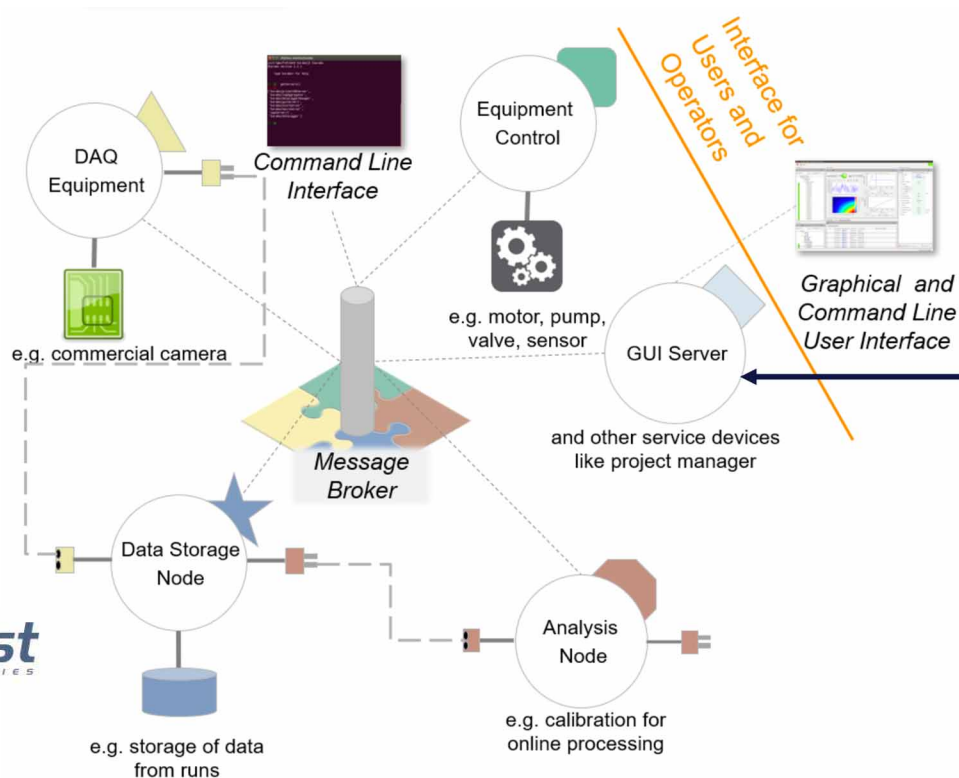 Interface for
Users and
Operators
DAQ
Equipment
Command Line
Interface
Equipment
Control
e.g. commercial camera
e.g. motor, pump,
valve, sensor
GUI Server
Graphical and
Command Line
User Interface
and other service devices
like project manager
Message
Broker
Data Storage
Node
Analysis
Node
st
e.g. storage of data
from runs
e.g. calibration for
online processing